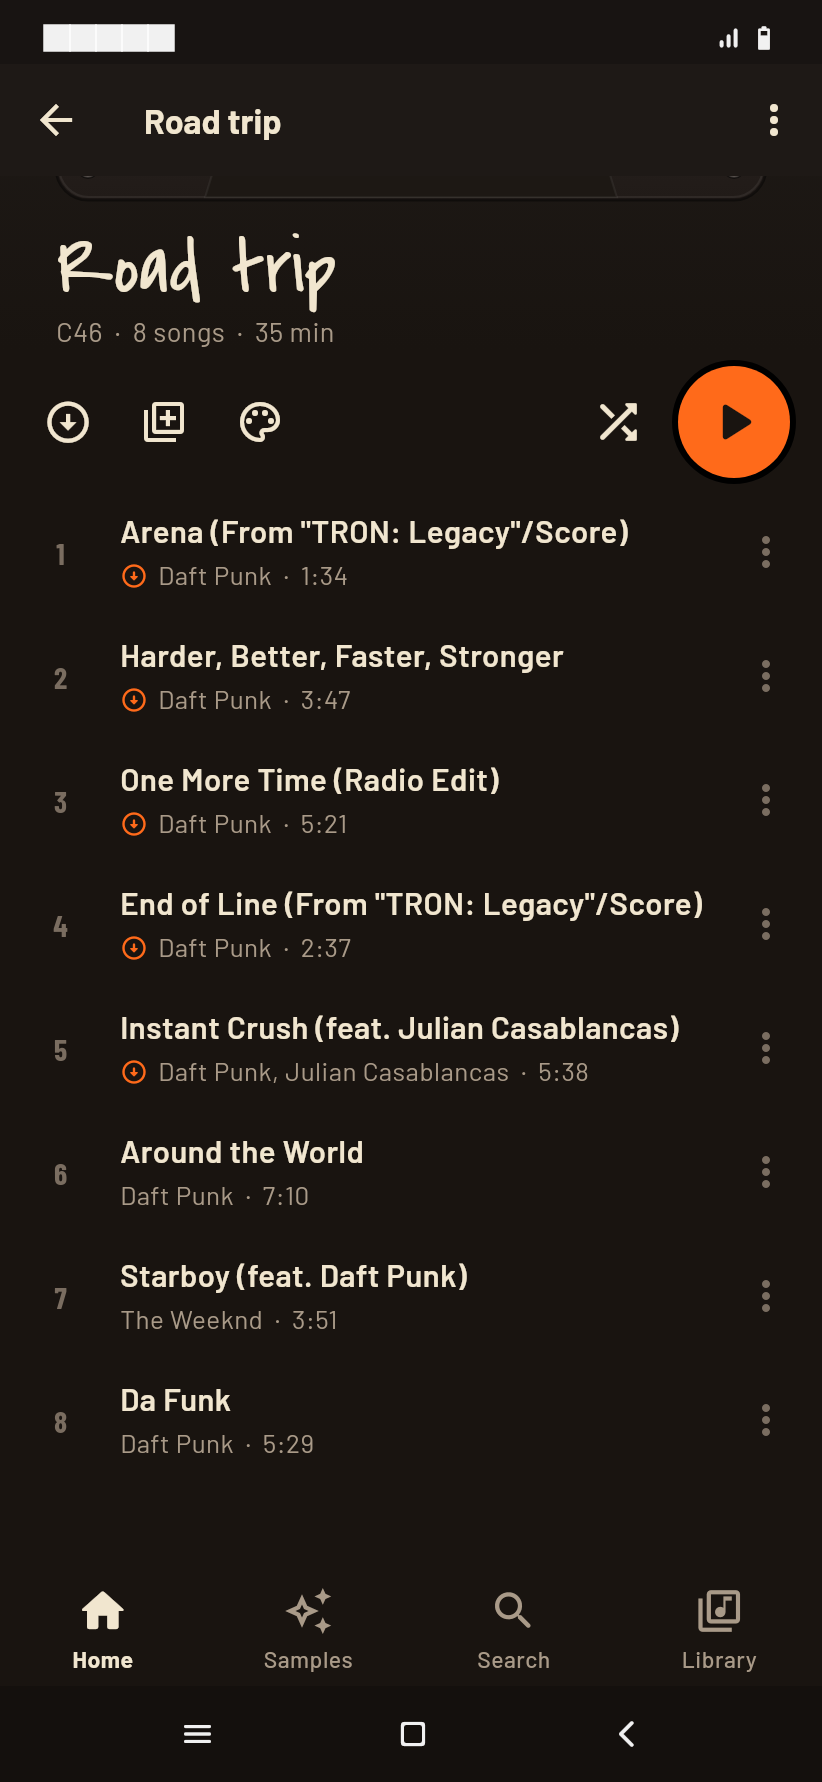 Road trip
Road trip
C46 · 8 songs · 35 min
1
Arena (From "TRON: Legacy"/Score)
Daft Punk · 1:34
2
Harder, Better, Faster, Stronger
Daft Punk · 3:47
3
One More Time (Radio Edit)
Daft Punk · 5:21
4
End of Line (From "TRON: Legacy"/Score)
Daft Punk · 2:37
5
Instant Crush (feat. Julian Casablancas)
Daft Punk, Julian Casablancas · 5:38
6
Around the World
Daft Punk · 7:10
7
Starboy (feat. Daft Punk)
The Weeknd · 3:51
8
Da Funk
Daft Punk · 5:29
Home
Samples
Search
Library